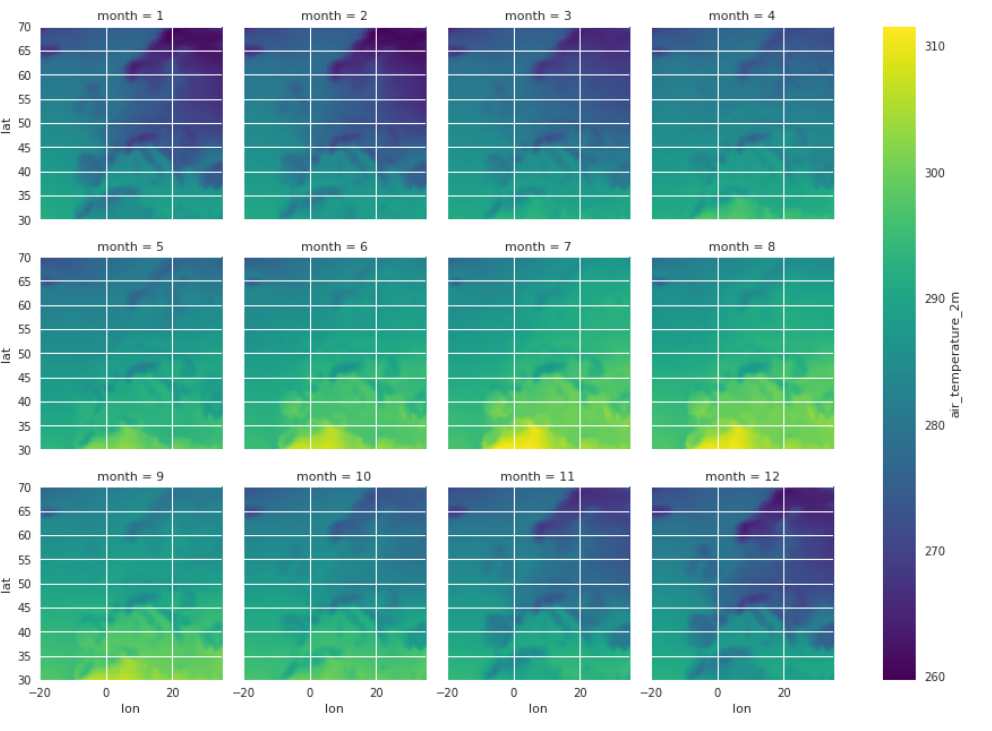 month = 1
month = 2
month = 3
month = 4
70
65
60
55
50
45
40
35
30
lat
month = 5
month = 6
month = 7
month = 8
70
65
60
55
50
45
40
35
30
lat
month = 9
month = 10
month = 11
month = 12
70
65
60
55
50
45
40
35
30
lat
−20 0 20
−20 0 20
−20 0 20
−20 0 20
lon
lon
lon
lon
310
300
290
280
270
260
air_temperature_2m